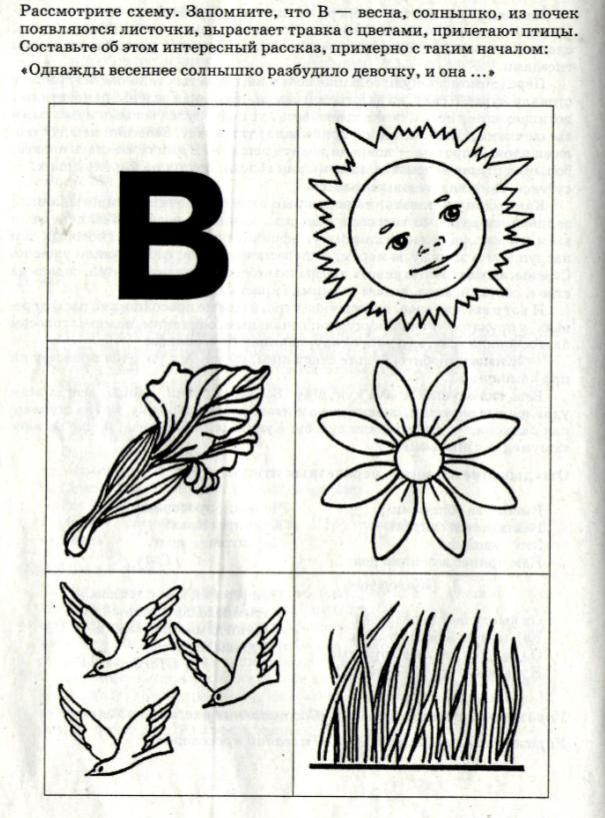 Рассмотрите схему. Запомните, что В — весна, солнышко, из почек
появляются листочки, вырастает травка с цветами, прилетают птицы.
Составьте об этом интересный рассказ, примерно с таким началом:
«Однажды весеннее солнышко разбудило девочку, и она ...»
В